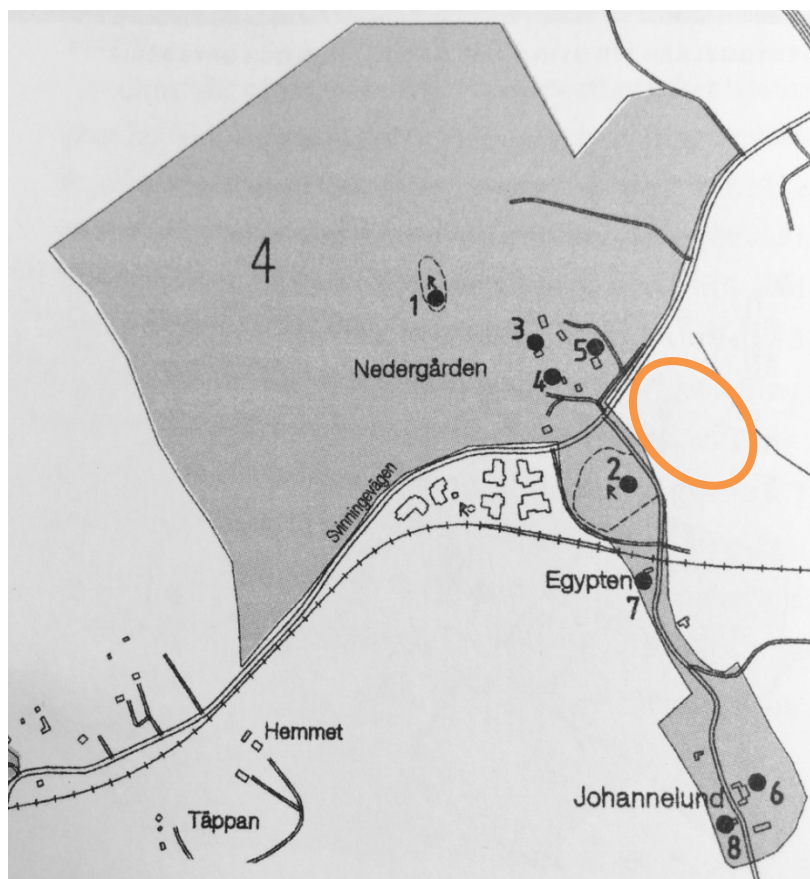 4
R
1
3
5
Nedergården
4
2
R
Svinningevägen
R
Egypten
7
Hemmet
Johannelund
6
Täppan
8